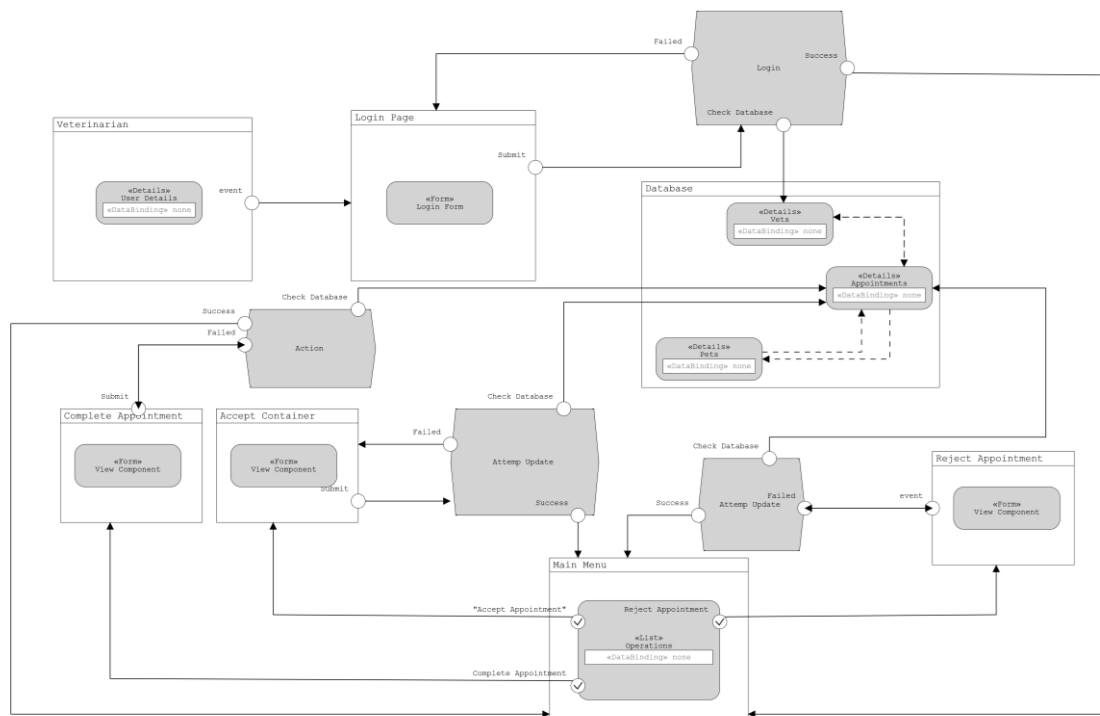 Failed
Success
Login
Check Database
Veterinarian
Login Page
Submit
«Details»
User Details
«DataBinding» none
event
«Form»
Login Form
Database
«Details»
Vets
«DataBinding» none
«Details»
Appointments
«DataBinding» none
«Details»
Pets
«DataBinding» none
Check Database
Success
Failed
Action
Submit
Complete Appointment
«Form»
View Component
Accept Container
«Form»
View Component
Submit
Check Database
Failed
Attemp Update
Success
Check Database
Success
Failed
Attemp Update
event
Reject Appointment
«Form»
View Component
Main Menu
"Accept Appointment"
Reject Appointment
«List»
Operations
«DataBinding» none
Complete Appointment